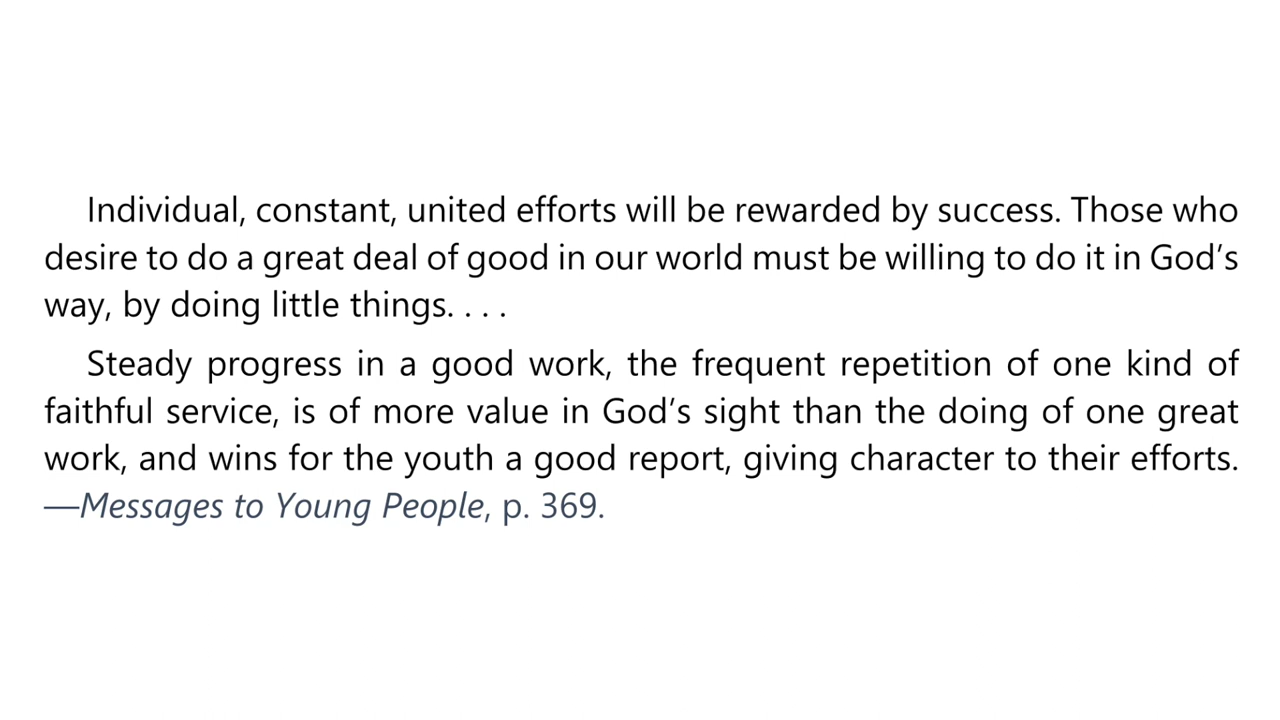 Individual, constant, united efforts will be rewarded by success. Those who
desire to do a great deal of good in our world must be willing to do it in God’s
way, by doing little things. . . .
Steady progress in a good work, the frequent repetition of one kind of
faithful service, is of more value in God’s sight than the doing of one great
work, and wins for the youth a good report, giving character to their efforts.
—Messages to Young People, p. 369.